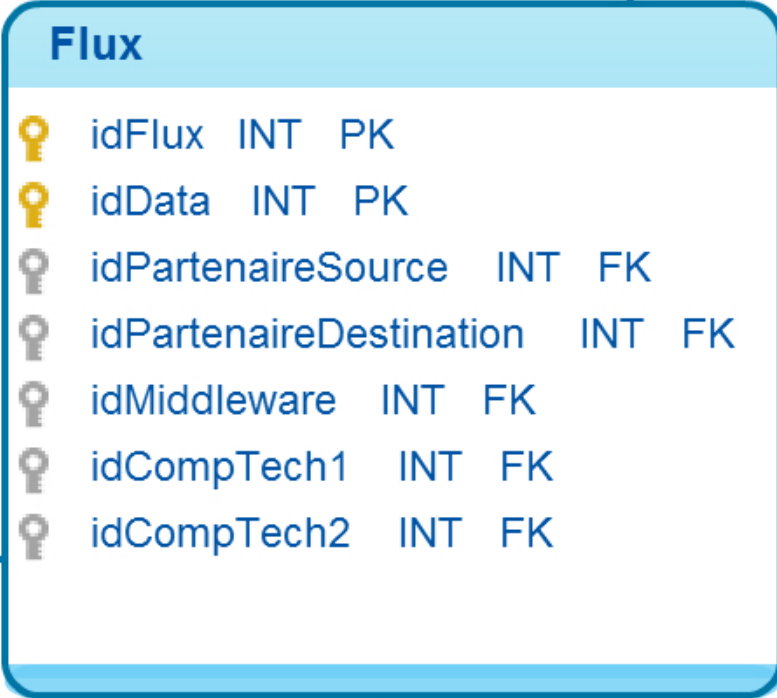 Flux
idFlux INT PK
idData INT PK
idPartenaireSource INT FK
idPartenaireDestination INT FK
idMiddleware INT FK
idCompTech1 INT FK
idCompTech2 INT FK